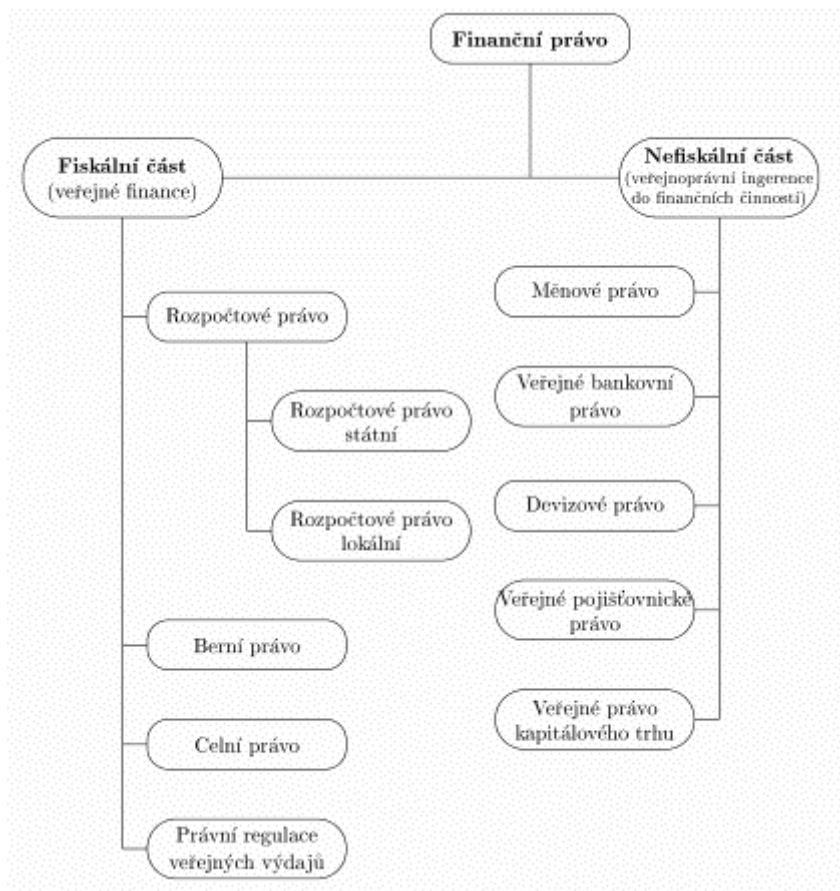 Finanční právo
Fiskální část
(veřejné finance)
Nefiskální část
(veřejnoprávní ingerence
do finančních činností)
Rozpočtové právo
Rozpočtové právo
státní
Rozpočtové právo
lokální
Berní právo
Celní právo
Právní regulace
veřejných výdajů
Měnové právo
Veřejné bankovní
právo
Devizové právo
Veřejné pojišťovnické
právo
Veřejné právo
kapitálového trhu